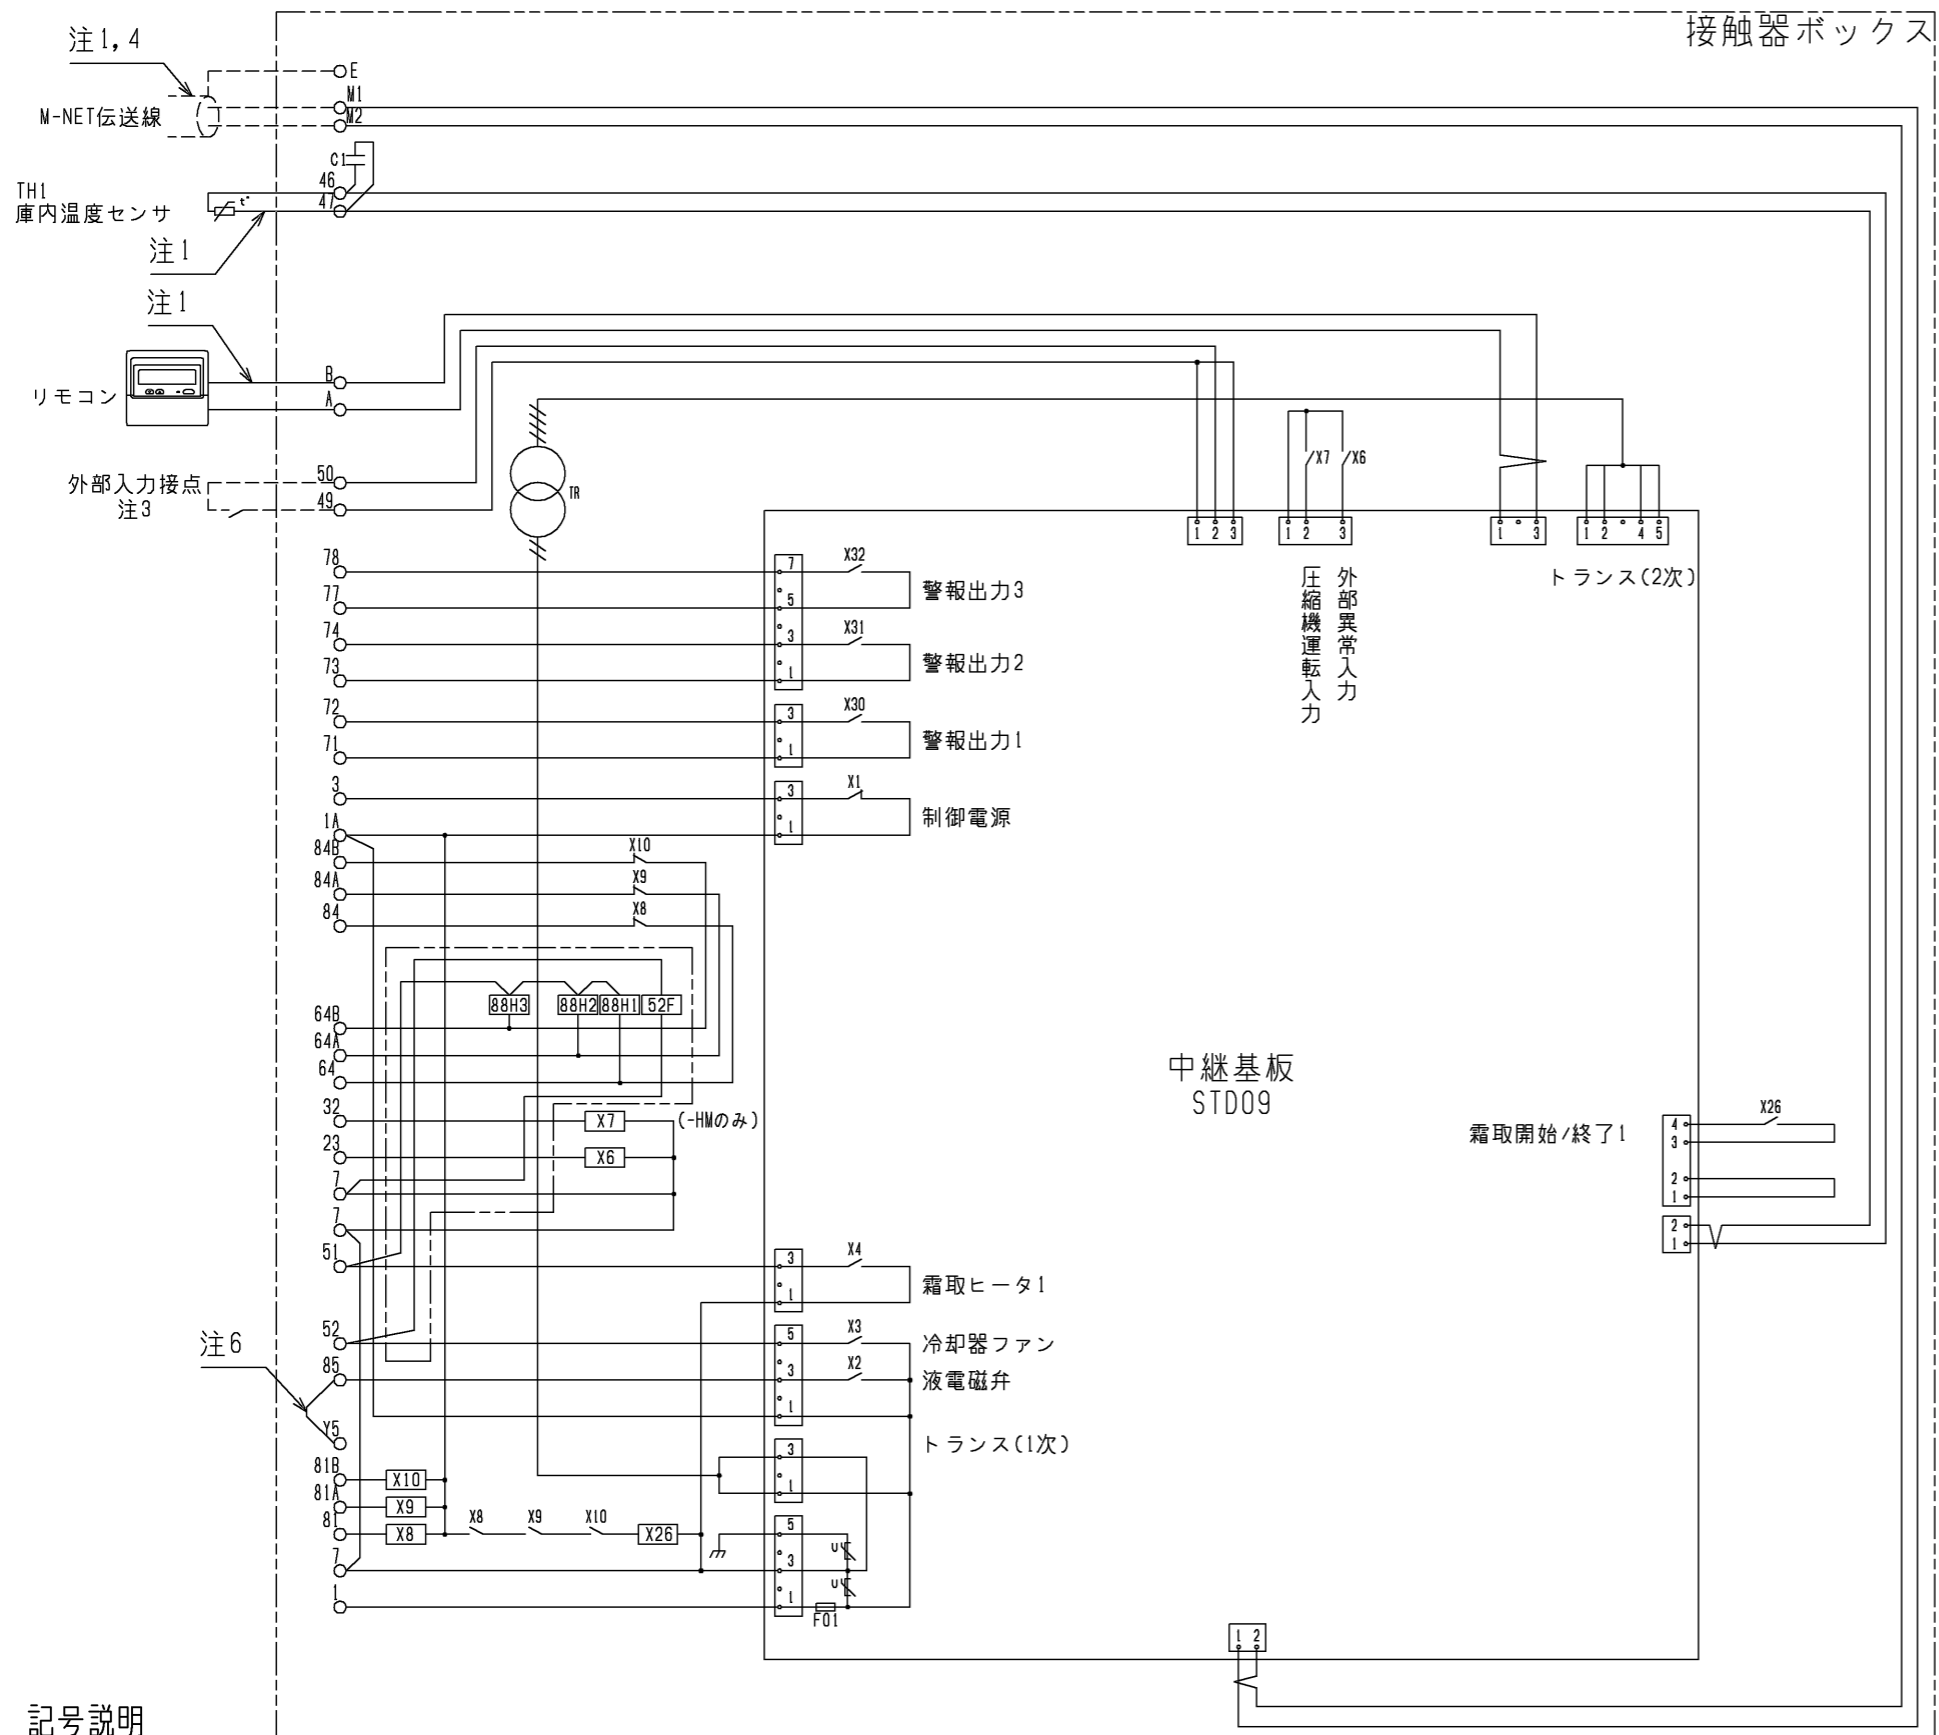 接触器ボックス
注1,4
E
M1
M-NET伝送線
M2
C1
46
TH1
庫内温度センサ
t°
47
注1
注1
B
リモコン
A
50
外部入力接点
注3
49
TR
X7 X6
1 2 3
1 2 3
1 3
1 2 4 5
圧縮機運転入力
外部異常入力
トランス(2次)
78
7
X32
警報出力3
77
5
74
3
X31
警報出力2
73
1
72
3
X30
警報出力1
71
1
3
3
X1
制御電源
1A
1
84B
X10
84A
X9
84
X8
88H3
88H2
88H1
52F
64B
64A
64
中継基板
STD09
32
X7
(-HMのみ)
23
X6
7
7
霜取開始/終了1
4
3
2
1
X26
2
1
51
3
X4
霜取ヒータ1
1
52
5
X3
冷却器ファン
注6
85
3
X2
液電磁弁
1
Y5
トランス(1次)
3
1
81B
X10
81A
X9
81
X8
X8
X9
X10
X26
5
U
7
3
U
1
1
F01
1 2
記号説明